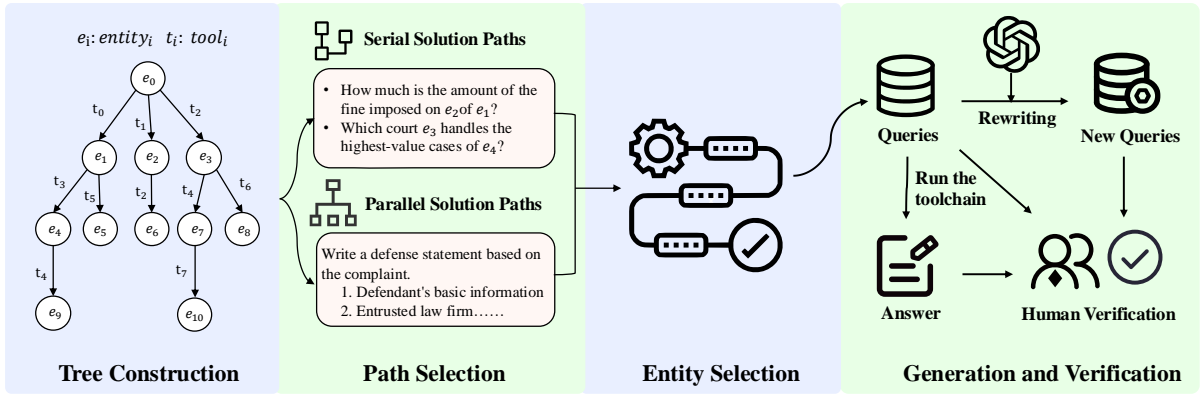 eᵢ: entityᵢ tᵢ: toolᵢ
e₀
t₀
t₁
t₂
e₁
e₂
e₃
t₃
t₅
t₂
t₄
t₆
e₄
e₅
e₆
e₇
e₈
t₄
t₇
e₉
e₁₀
Tree Construction
Serial Solution Paths
• How much is the amount of the
fine imposed on e₂of e₁?
• Which court e₃ handles the
highest-value cases of e₄?
Parallel Solution Paths
Write a defense statement based on
the complaint.
1. Defendant's basic information
2. Entrusted law firm……
Path Selection
Entity Selection
Queries
Rewriting
New Queries
Run the
toolchain
Answer
Human Verification
Generation and Verification